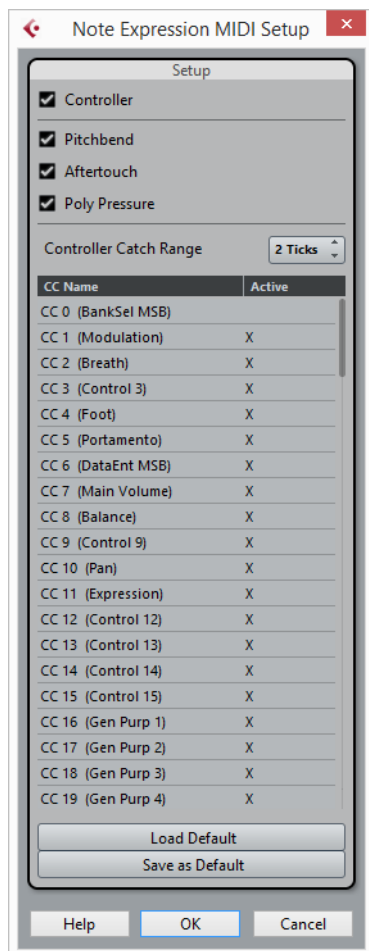 Note Expression MIDI Setup
Setup
Controller
Pitchbend
Aftertouch
Poly Pressure
Controller Catch Range 2 Ticks
CC Name Active
CC 0 (BankSel MSB)
CC 1 (Modulation) X
CC 2 (Breath) X
CC 3 (Control 3) X
CC 4 (Foot) X
CC 5 (Portamento) X
CC 6 (DataEnt MSB) X
CC 7 (Main Volume) X
CC 8 (Balance) X
CC 9 (Control 9) X
CC 10 (Pan) X
CC 11 (Expression) X
CC 12 (Control 12) X
CC 13 (Control 13) X
CC 14 (Control 14) X
CC 15 (Control 15) X
CC 16 (Gen Purp 1) X
CC 17 (Gen Purp 2) X
CC 18 (Gen Purp 3) X
CC 19 (Gen Purp 4) X
Load Default
Save as Default
Help OK Cancel